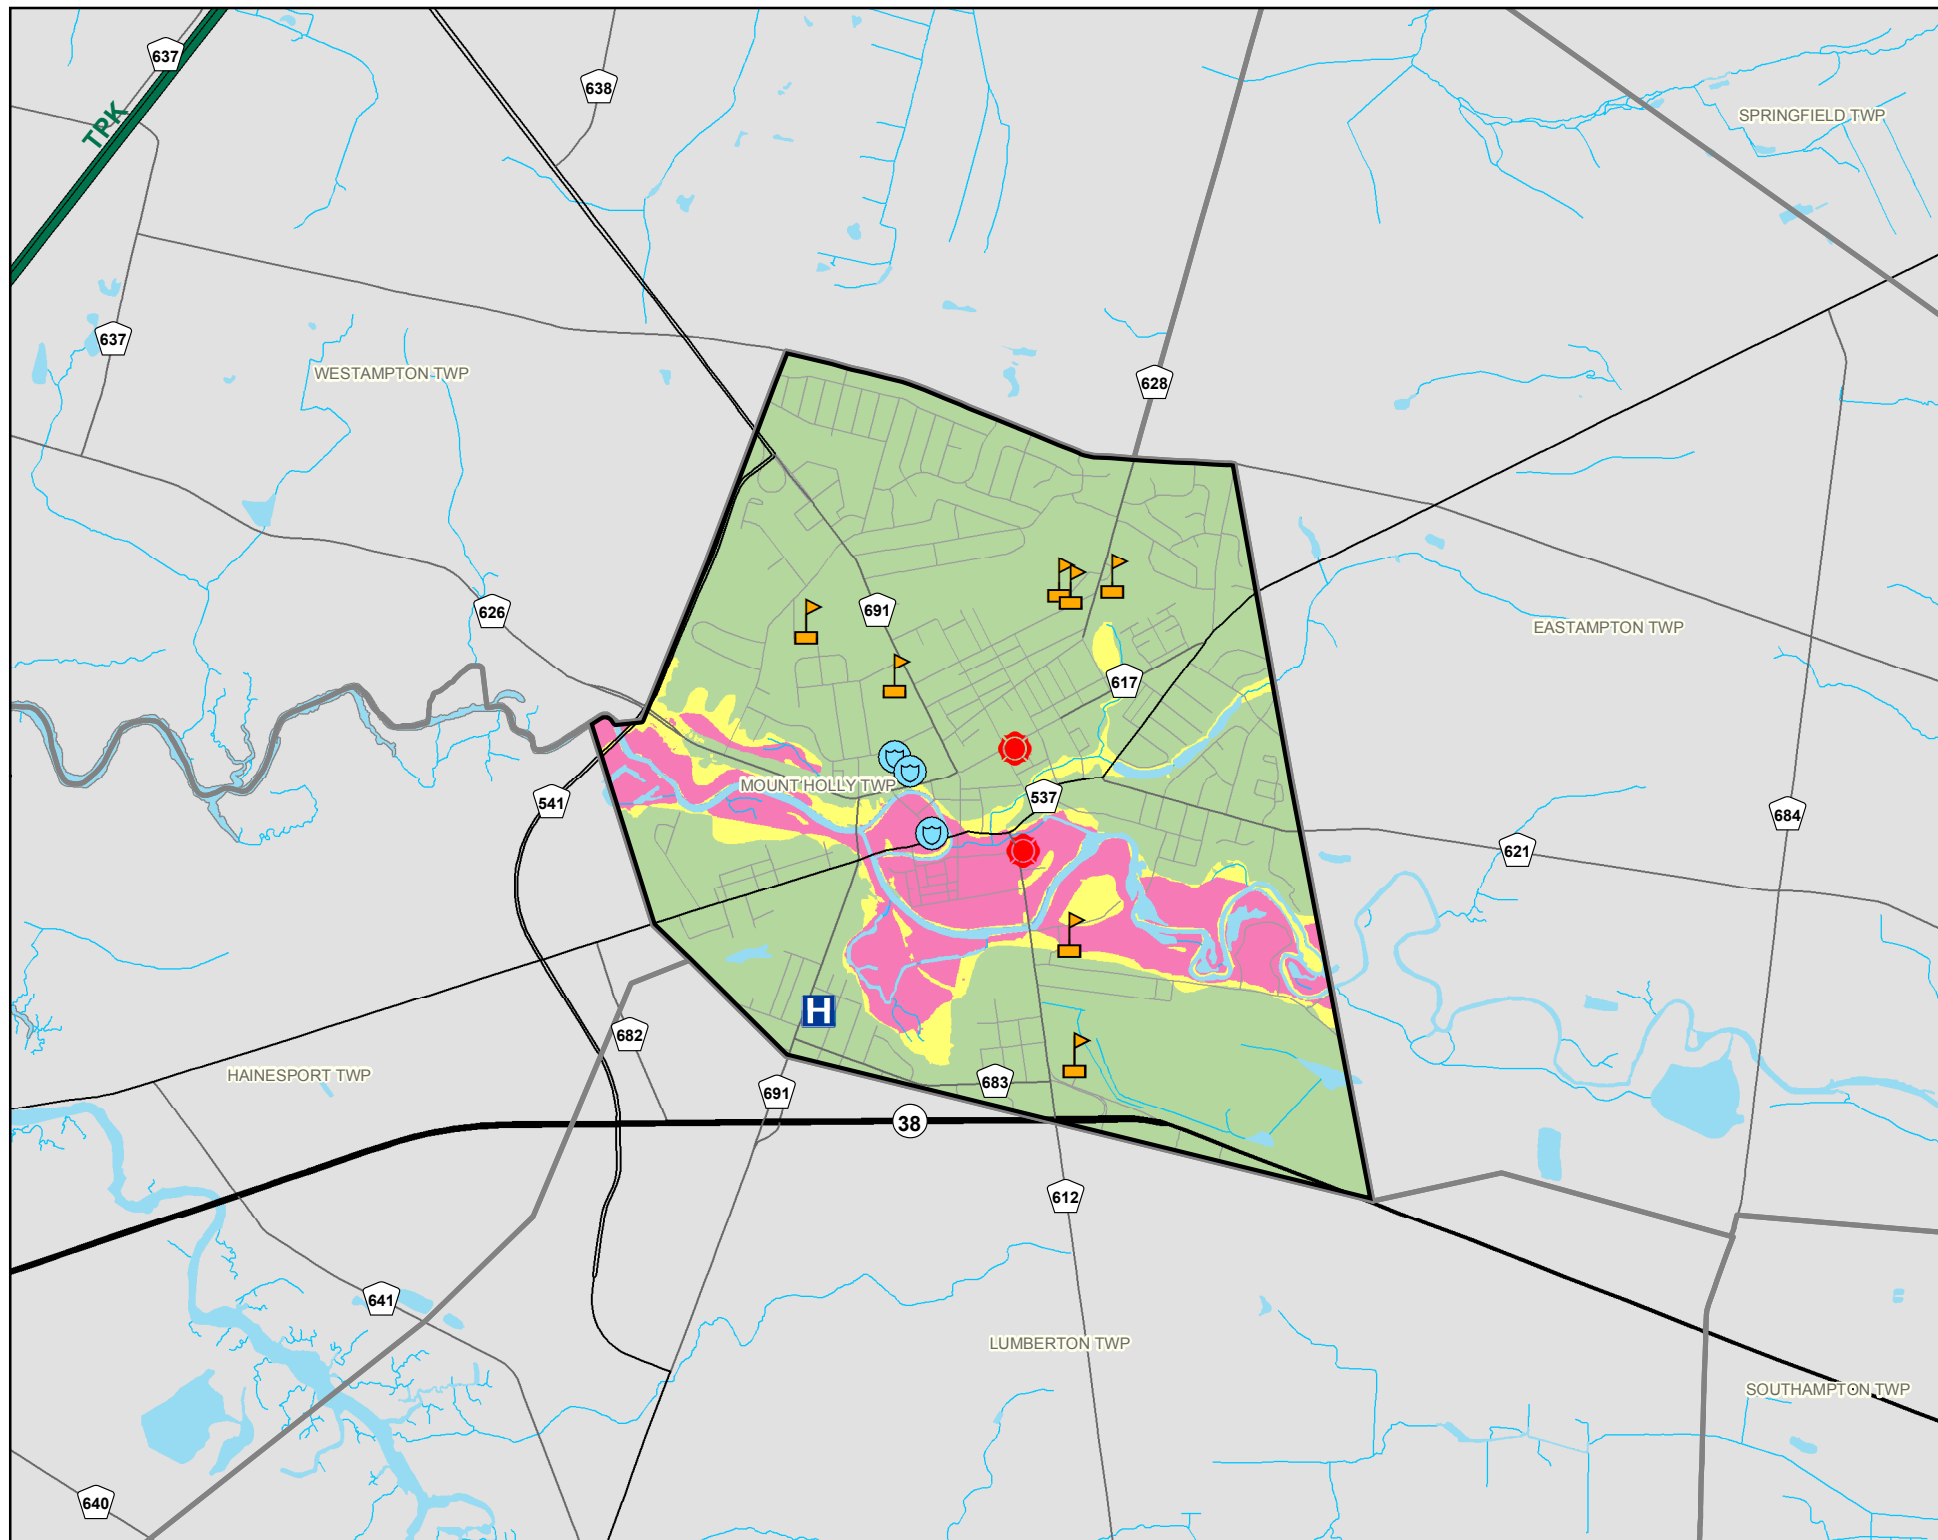 637
TPK
638
SPRINGFIELD TWP
637
WESTAMPTON TWP
628
626
691
EASTAMPTON TWP
617
MOUNT HOLLY TWP
541
537
684
621
H
682
HAINESPORT TWP
683
691
38
612
641
LUMBERTON TWP
SOUTHAMPTON TWP
640